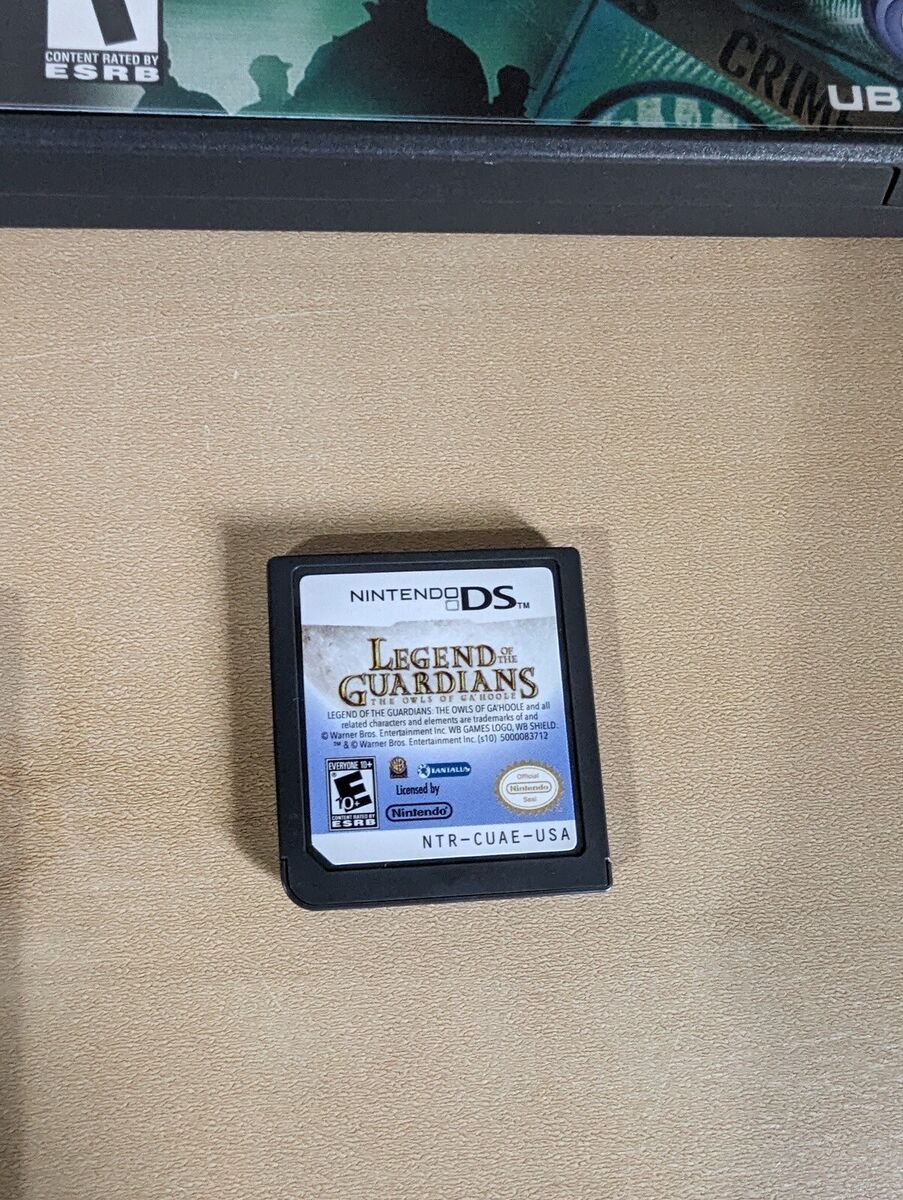 CONTENT RATED BY
ESRB
CRIM
UB
NINTENDO DS™
LEGEND OF THE
GUARDIANS
THE OWLS OF GA'HOOLE
LEGEND OF THE GUARDIANS: THE OWLS OF GA'HOOLE and all
related characters and elements are trademarks of and
© Warner Bros. Entertainment Inc. WB GAMES LOGO, WB SHIELD:
™ & © Warner Bros. Entertainment Inc. (s10) 5000083712
EVERYONE 10+
E
10+
CONTENT RATED BY
ESRB
TANTALUS
Licensed by
Nintendo®
Official
Nintendo
Seal
NTR-CUAE-USA